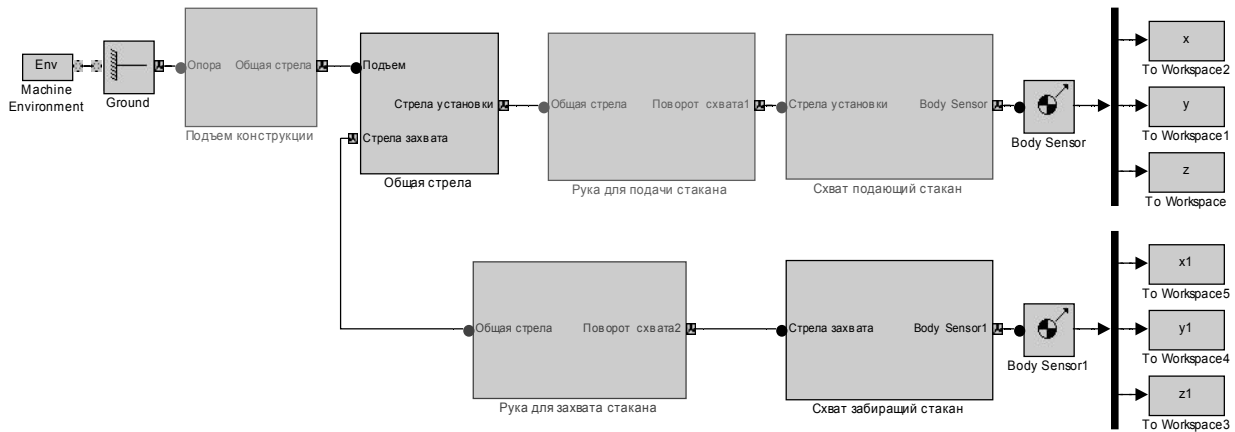 Env
Machine
Environment
Ground
Опора
Общая стрела
Подъем конструкции
Подъем
Стрела установки
Стрела захвата
Общая стрела
Общая стрела
Поворот схвата1
Рука для подачи стакана
Стрела установки
Body Sensor
Схват подающий стакан
Body Sensor
x
To Workspace2
y
To Workspace1
z
To Workspace
Общая стрела
Поворот схвата2
Рука для захвата стакана
Стрела захвата
Body Sensor1
Схват забиращий стакан
Body Sensor1
x1
To Workspace5
y1
To Workspace4
z1
To Workspace3